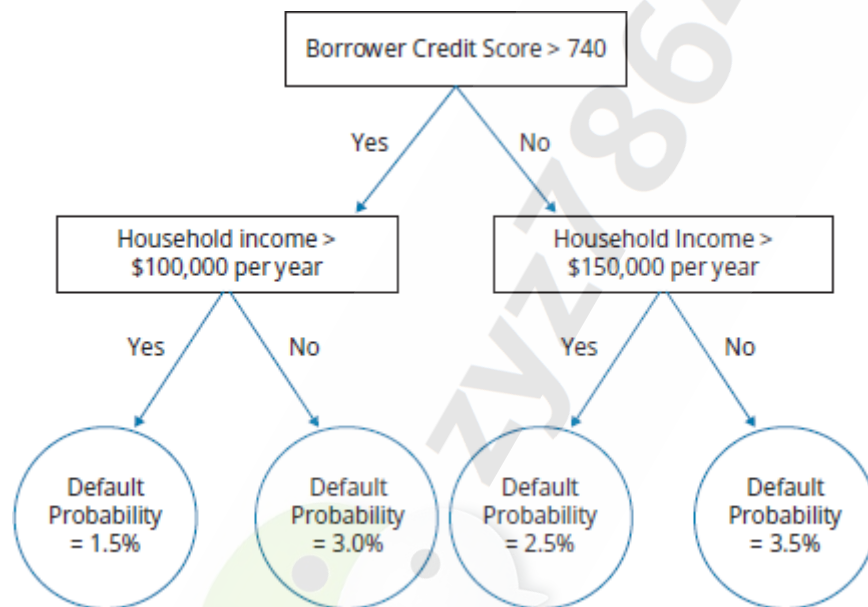 Borrower Credit Score > 740
Yes
No
Household income >
$100,000 per year
Household Income >
$150,000 per year
Yes
No
Yes
No
Default
Probability
= 1.5%
Default
Probability
= 3.0%
Default
Probability
= 2.5%
Default
Probability
= 3.5%